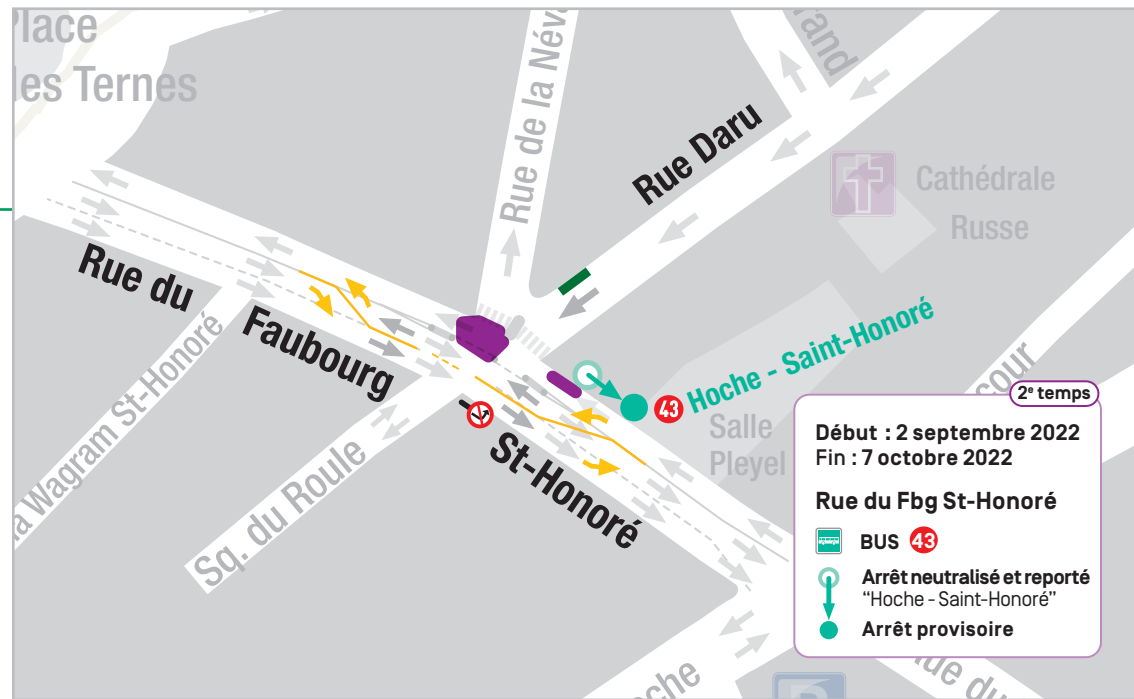 Place
des Ternes
Rue de la Néva
Rue Daru
Cathédrale
Russe
Rue du
Faubourg
St-Honoré
Wagram St-Honoré
Sq. du Roule
43 Hoche - Saint-Honoré
Salle
Pleyel
2e temps
Début : 2 septembre 2022
Fin : 7 octobre 2022
Rue du Fbg St-Honoré
BUS 43
Arrêt neutralisé et reporté
“Hoche - Saint-Honoré”
Arrêt provisoire
P